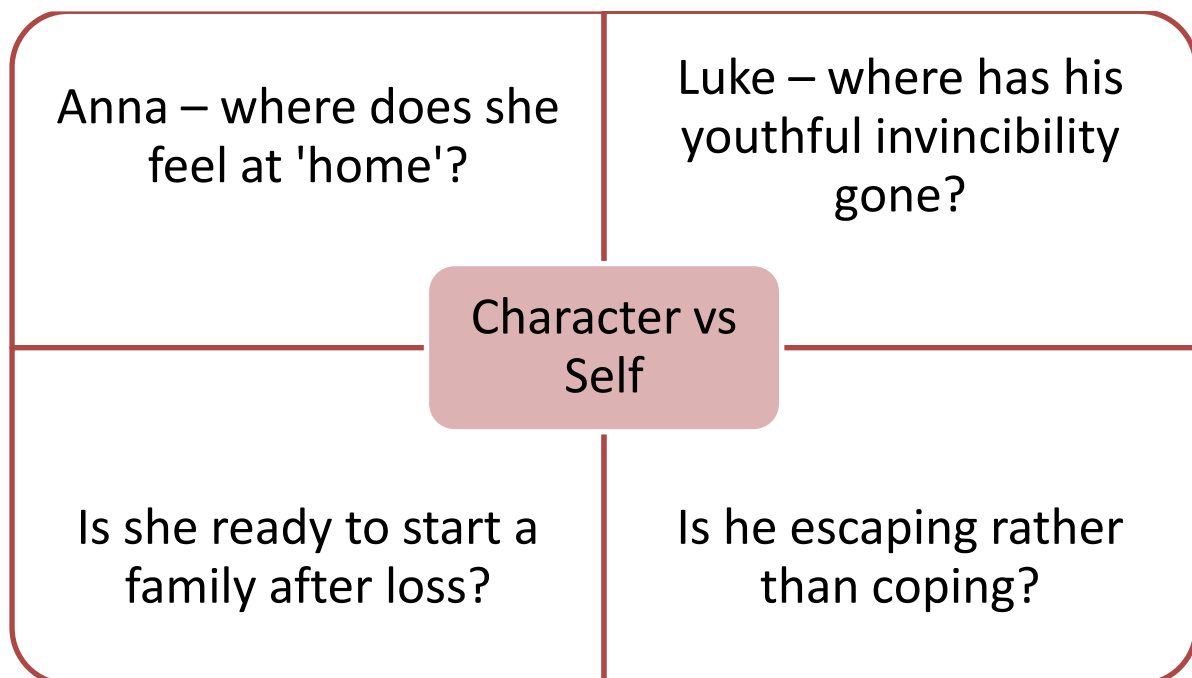 Anna – where does she
feel at 'home'?
Luke – where has his
youthful invincibility
gone?
Character vs
Self
Is she ready to start a
family after loss?
Is he escaping rather
than coping?